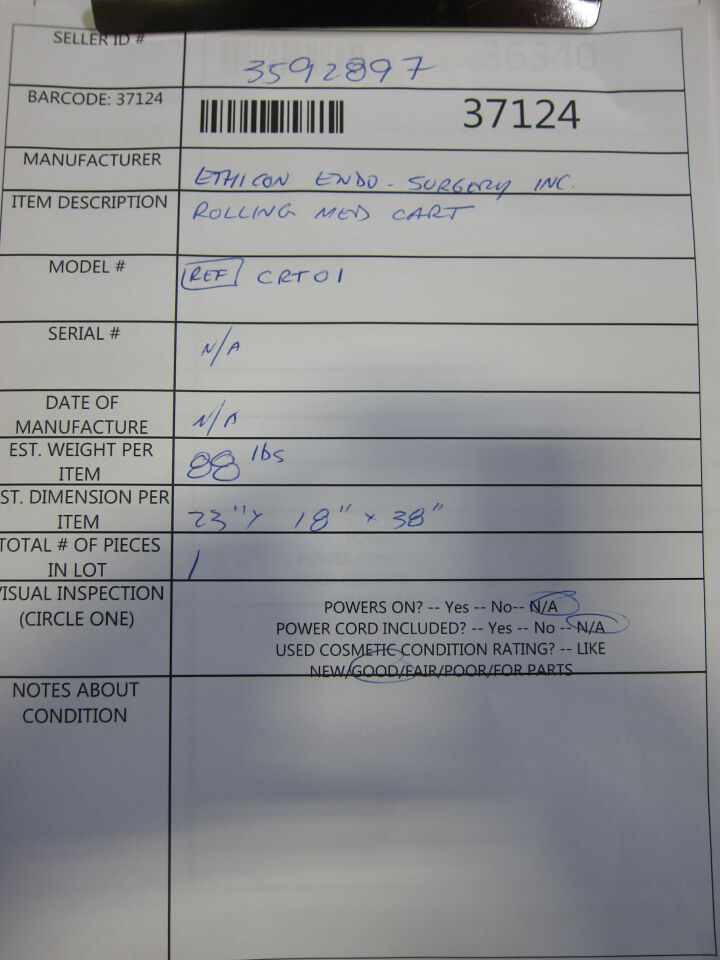 SELLER ID #
3592897
36340
BARCODE: 37124
37124
MANUFACTURER
ETHICON ENDO-SURGERY INC.
ITEM DESCRIPTION
ROLLING MED CART
MODEL #
REF CRT01
SERIAL #
N/A
DATE OF
MANUFACTURE
N/A
EST. WEIGHT PER
ITEM
88 lbs
ST. DIMENSION PER
ITEM
23" x 18" x 38"
TOTAL # OF PIECES
IN LOT
1
VISUAL INSPECTION
(CIRCLE ONE)
POWERS ON? -- Yes -- No-- N/A
POWER CORD INCLUDED? -- Yes -- No -- N/A
USED COSMETIC CONDITION RATING? -- LIKE
NEW/GOOD/FAIR/POOR/FOR PARTS
NOTES ABOUT
CONDITION